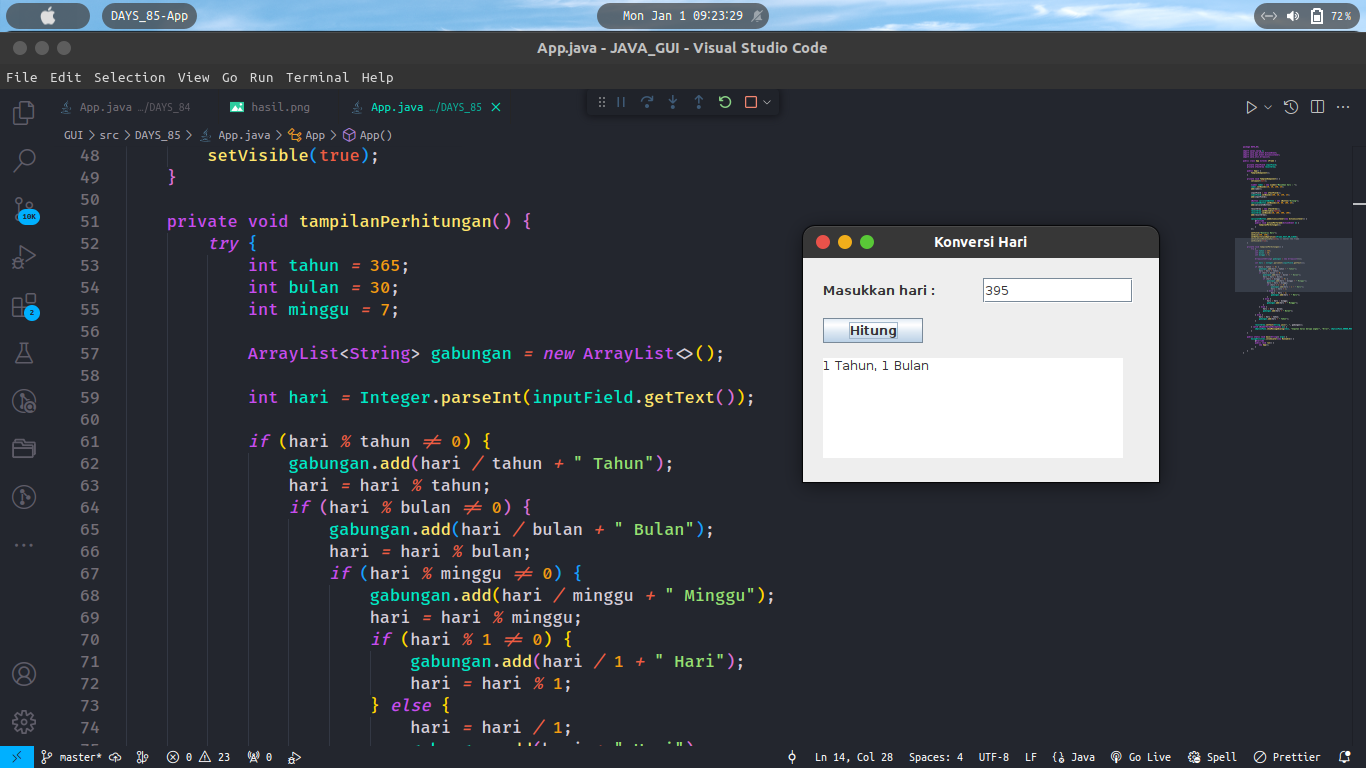 DAYS_85-App
Mon Jan 1 09:23:29
72%
App.java - JAVA_GUI - Visual Studio Code
File Edit Selection View Go Run Terminal Help
App.java …/DAYS_84
hasil.png
App.java …/DAYS_85
GUI > src > DAYS_85 > App.java > App > App()
48 setVisible(true);
49 }
50
51 private void tampilanPerhitungan() {
52 try {
53 int tahun = 365;
54 int bulan = 30;
55 int minggu = 7;
56
57 ArrayList<String> gabungan = new ArrayList<>();
58
59 int hari = Integer.parseInt(inputField.getText());
60
61 if (hari % tahun != 0) {
62 gabungan.add(hari / tahun + " Tahun");
63 hari = hari % tahun;
64 if (hari % bulan != 0) {
65 gabungan.add(hari / bulan + " Bulan");
66 hari = hari % bulan;
67 if (hari % minggu != 0) {
68 gabungan.add(hari / minggu + " Minggu");
69 hari = hari % minggu;
70 if (hari % 1 != 0) {
71 gabungan.add(hari / 1 + " Hari");
72 hari = hari % 1;
73 } else {
74 hari = hari / 1;
10K
2
Konversi Hari
Masukkan hari :
395
Hitung
1 Tahun, 1 Bulan
master*
0
23
0
Ln 14, Col 28
Spaces: 4
UTF-8
LF
{} Java
Go Live
Spell
Prettier